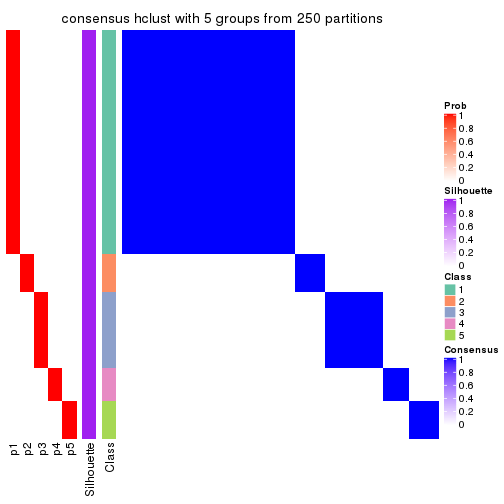 consensus hclust with 5 groups from 250 partitions
Prob
1
0.8
0.6
0.4
0.2
0
Silhouette
1
0.8
0.6
0.4
0.2
0
Class
1
2
3
4
5
Consensus
1
0.8
0.6
0.4
0.2
0
p1
p2
p3
p4
p5
Silhouette
Class